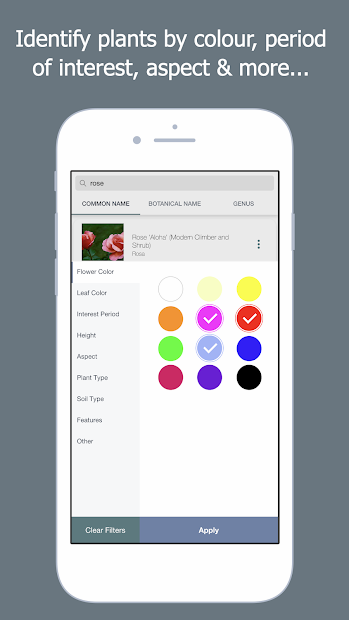 Identify plants by colour, period
of interest, aspect & more...
rose
COMMON NAME BOTANICAL NAME GENUS
Rose 'Aloha' (Modern Climber and
Shrub)
Rosa
Flower Color
Leaf Color
Interest Period
Height
Aspect
Plant Type
Soil Type
Features
Other
Clear Filters Apply